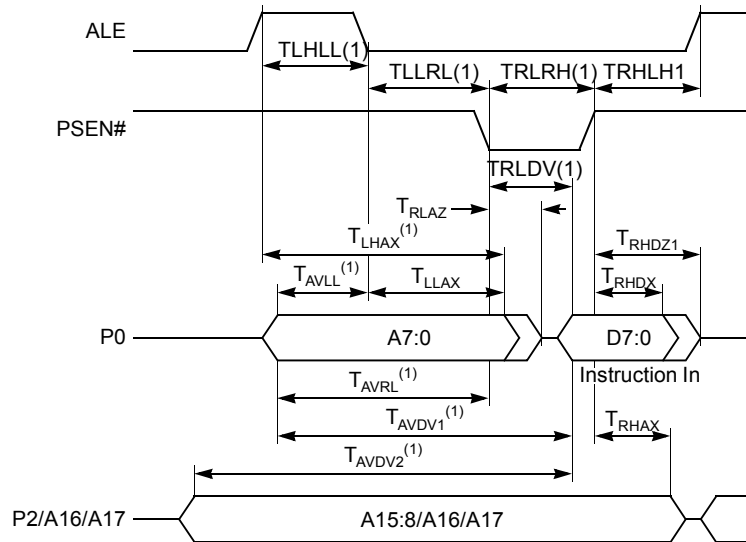 ALE
TLHLL(1)
TLLRL(1)
TRLRH(1)
TRHLH1
PSEN#
TRLDV(1)
TRLAZ
TLHAX(1)
TRHDZ1
TAVLL(1)
TLLAX
TRHDX
P0
A7:0
D7:0
Instruction In
TAVRL(1)
TAVDV1(1)
TRHAX
TAVDV2(1)
P2/A16/A17
A15:8/A16/A17